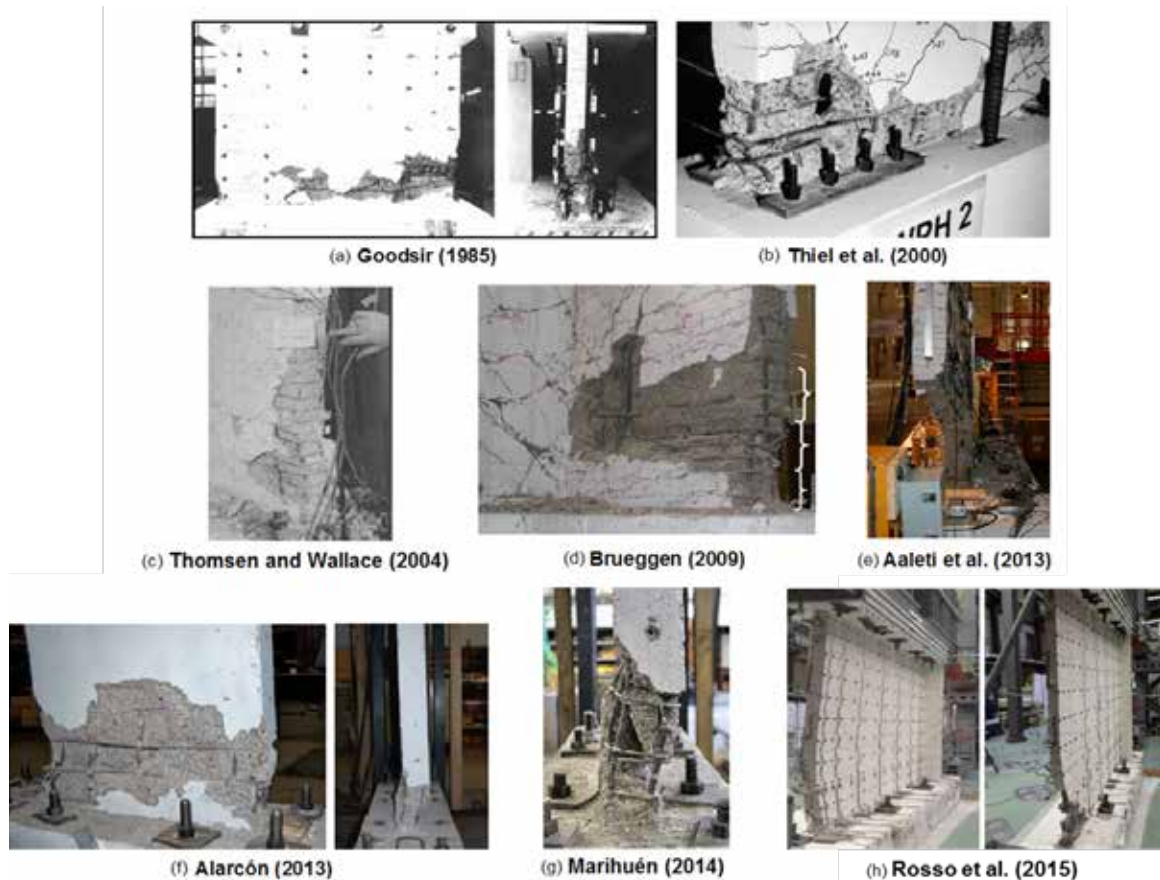 (a) Goodsir (1985)
(b) Thiel et al. (2000)
(c) Thomsen and Wallace (2004)
(d) Brueggen (2009)
(e) Aaleti et al. (2013)
(f) Alarcón (2013)
(g) Marihuén (2014)
(h) Rosso et al. (2015)